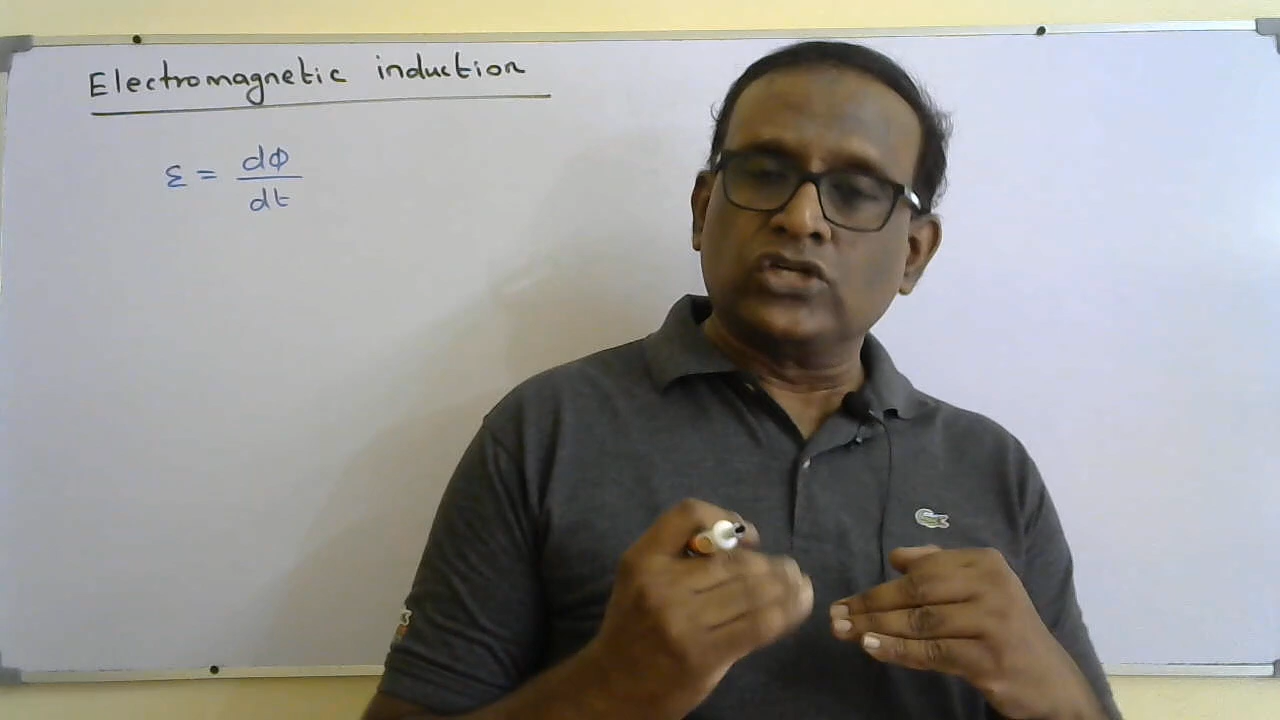 Electromagnetic induction
ε = dΦ/dt